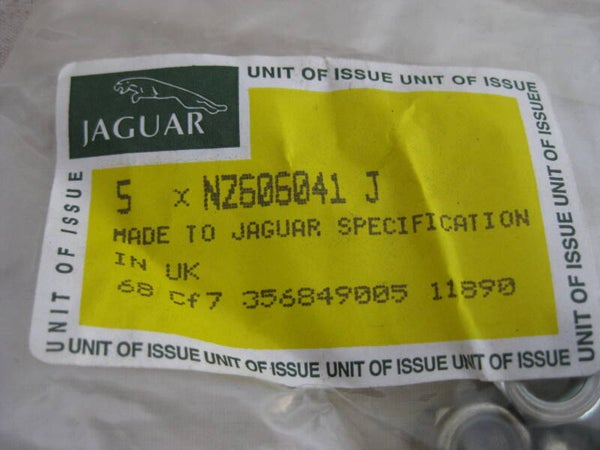 JAGUAR
UNIT OF ISSUE UNIT OF ISSUE
UNIT OF ISSUE
5 x NZ606041 J
MADE TO JAGUAR SPECIFICATION
IN UK
68 Cf7 356849005 11890
UNIT OF ISSUE UNIT OF ISSUE
UNIT OF ISSUE UNIT OF ISSUE UNIT OF ISSUE UNIT OF ISSUE